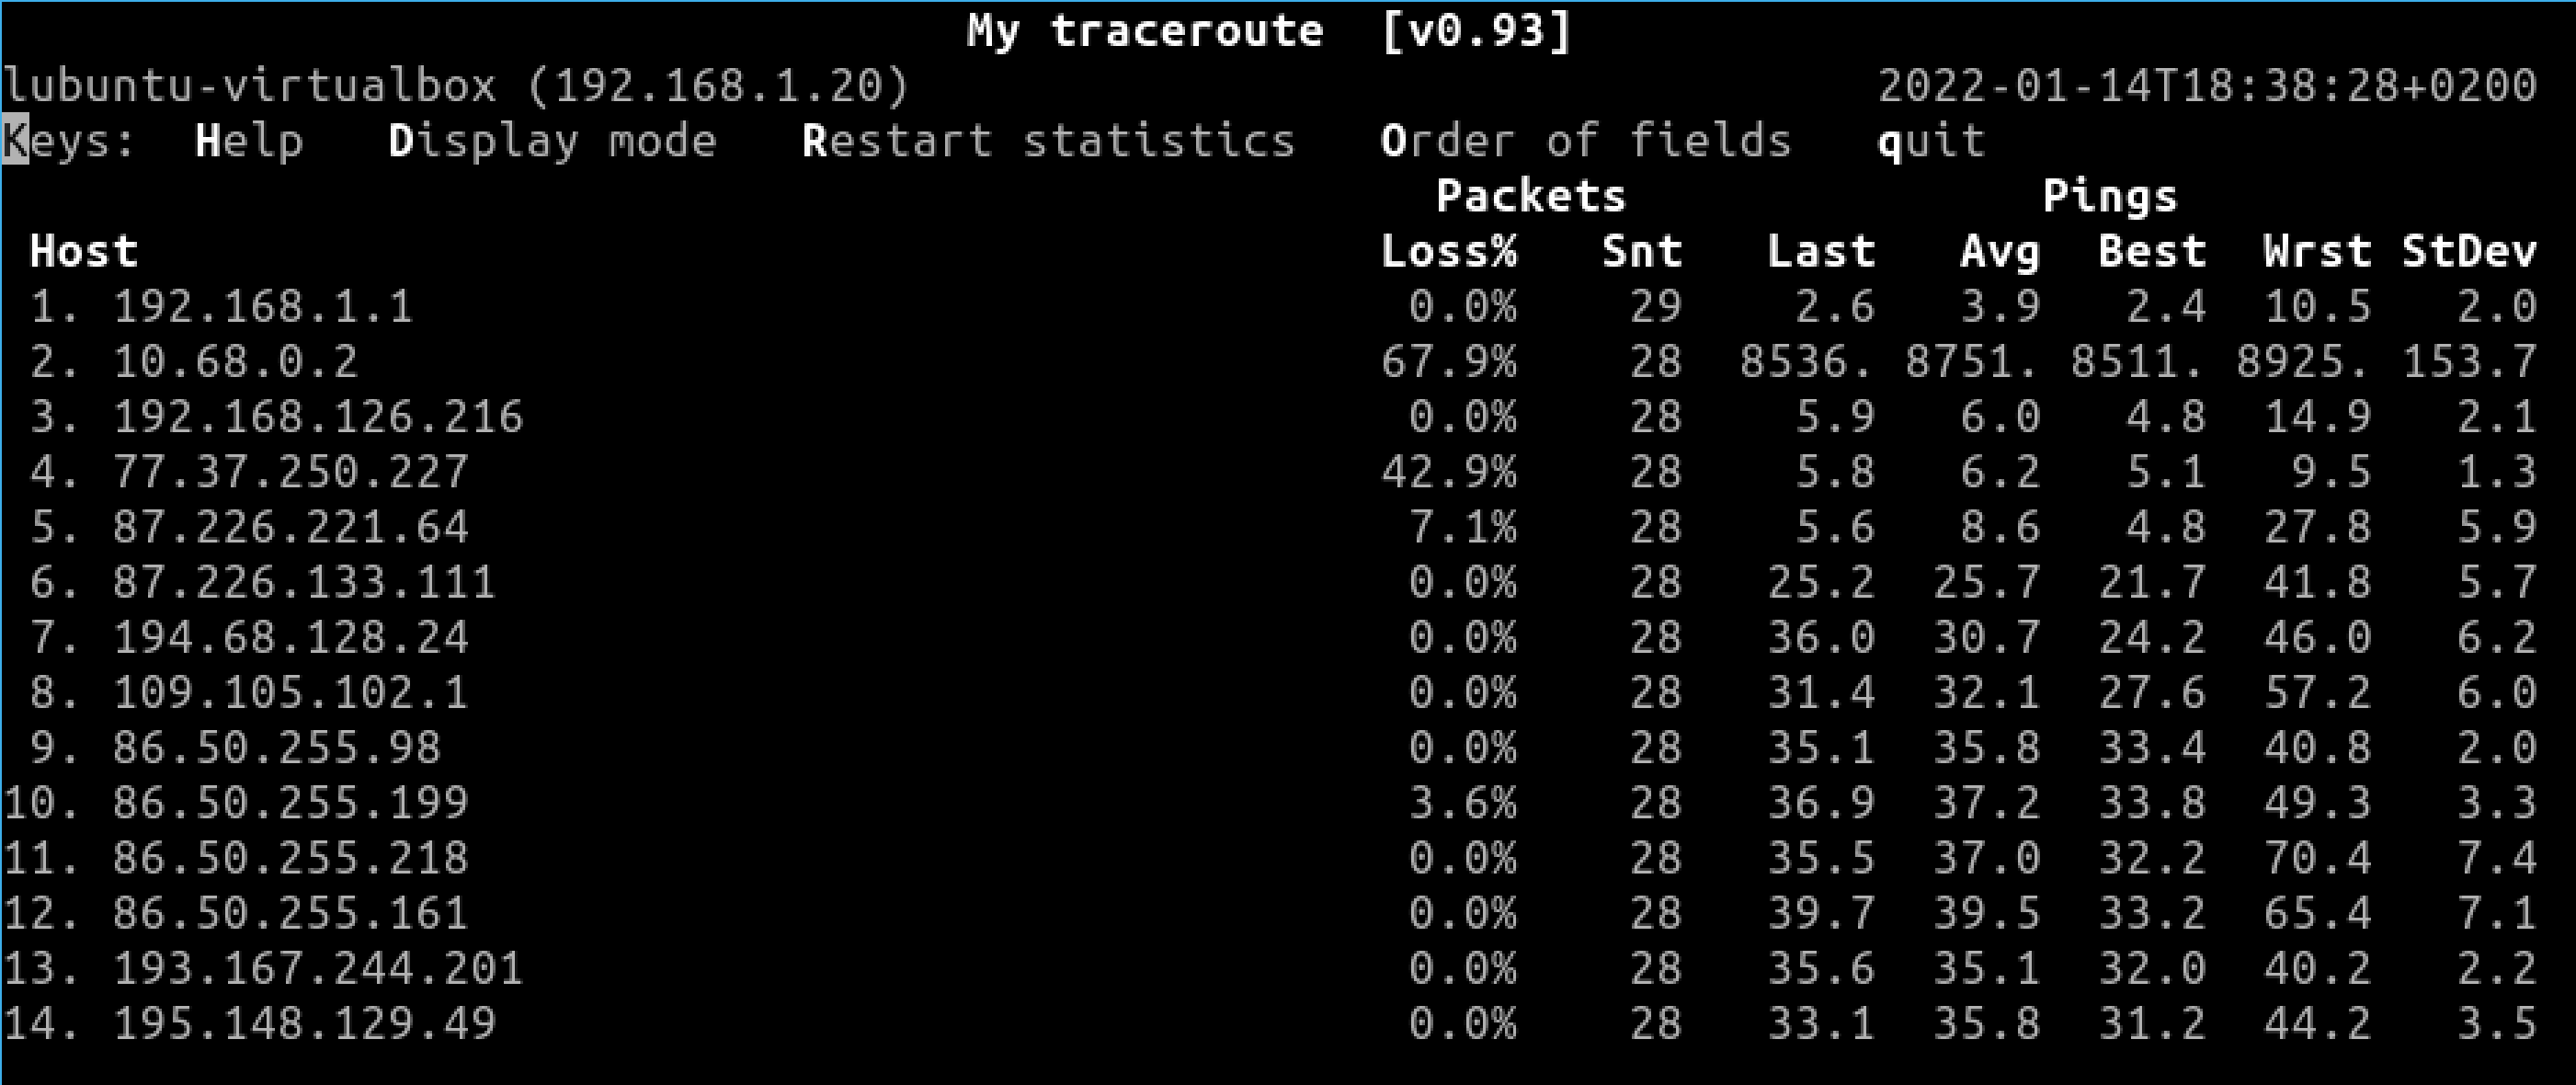 My traceroute  [v0.93]
lubuntu-virtualbox (192.168.1.20) 2022-01-14T18:38:28+0200
Keys:  Help   Display mode   Restart statistics   Order of fields   quit
Packets Pings
Host Loss% Snt Last Avg Best Wrst StDev
1. 192.168.1.1 0.0% 29 2.6 3.9 2.4 10.5 2.0
2. 10.68.0.2 67.9% 28 8536. 8751. 8511. 8925. 153.7
3. 192.168.126.216 0.0% 28 5.9 6.0 4.8 14.9 2.1
4. 77.37.250.227 42.9% 28 5.8 6.2 5.1 9.5 1.3
5. 87.226.221.64 7.1% 28 5.6 8.6 4.8 27.8 5.9
6. 87.226.133.111 0.0% 28 25.2 25.7 21.7 41.8 5.7
7. 194.68.128.24 0.0% 28 36.0 30.7 24.2 46.0 6.2
8. 109.105.102.1 0.0% 28 31.4 32.1 27.6 57.2 6.0
9. 86.50.255.98 0.0% 28 35.1 35.8 33.4 40.8 2.0
10. 86.50.255.199 3.6% 28 36.9 37.2 33.8 49.3 3.3
11. 86.50.255.218 0.0% 28 35.5 37.0 32.2 70.4 7.4
12. 86.50.255.161 0.0% 28 39.7 39.5 33.2 65.4 7.1
13. 193.167.244.201 0.0% 28 35.6 35.1 32.0 40.2 2.2
14. 195.148.129.49 0.0% 28 33.1 35.8 31.2 44.2 3.5